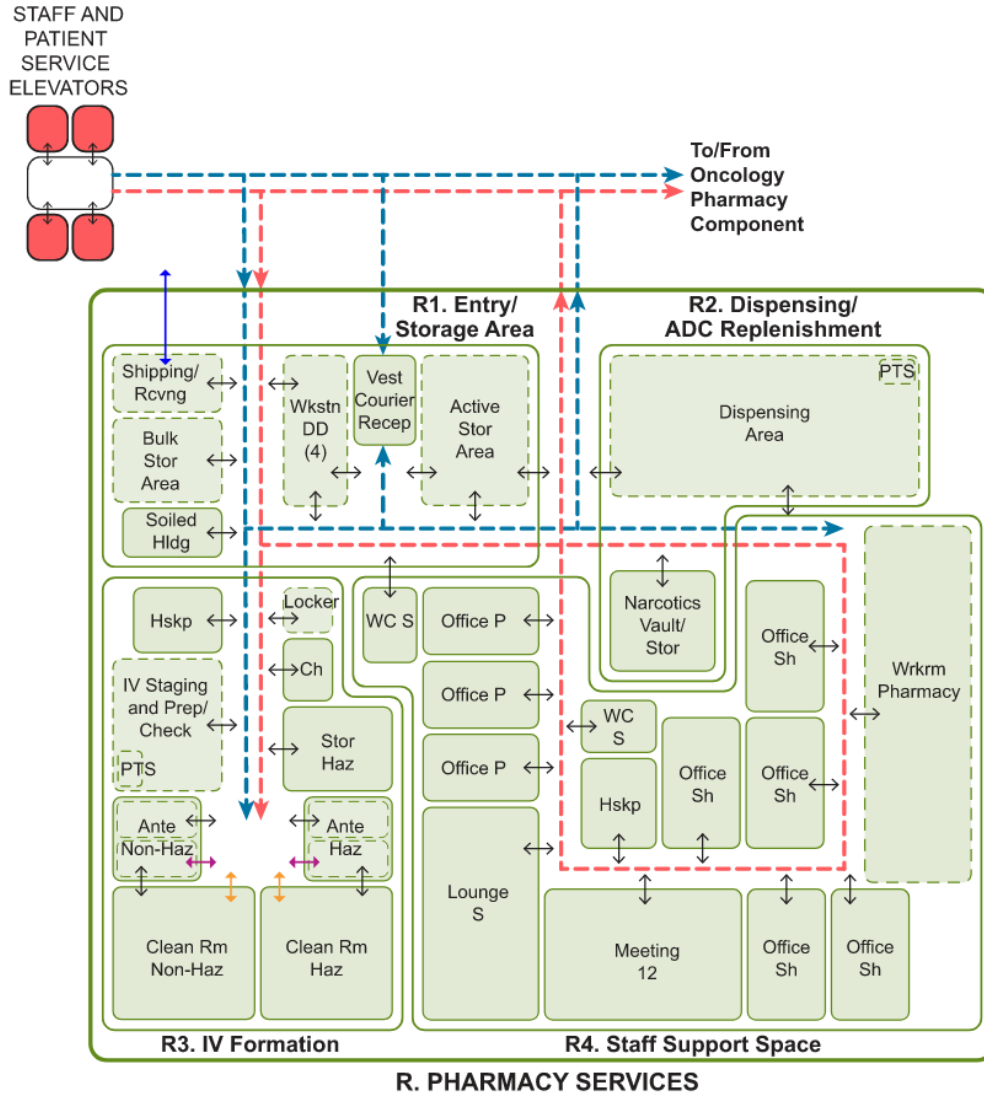 STAFF AND
PATIENT
SERVICE
ELEVATORS
To/From
Oncology
Pharmacy
Component
R1. Entry/
Storage Area
R2. Dispensing/
ADC Replenishment
Shipping/
Rcvng
Wkstn
DD
(4)
Vest
Courier
Recep
Active
Stor
Area
PTS
Dispensing
Area
Bulk
Stor
Area
Soiled
Hldg
Hskp
Locker
WC S
Office P
Narcotics
Vault/
Stor
Office
Sh
Wrkrm
Pharmacy
IV Staging
and Prep/
Check
PTS
Ch
Office P
Stor
Haz
WC
S
Office
Sh
Office
Sh
Office P
Hskp
Ante
Non-Haz
Ante
Haz
Lounge
S
Clean Rm
Non-Haz
Clean Rm
Haz
Meeting
12
Office
Sh
Office
Sh
R3. IV Formation
R4. Staff Support Space
R. PHARMACY SERVICES